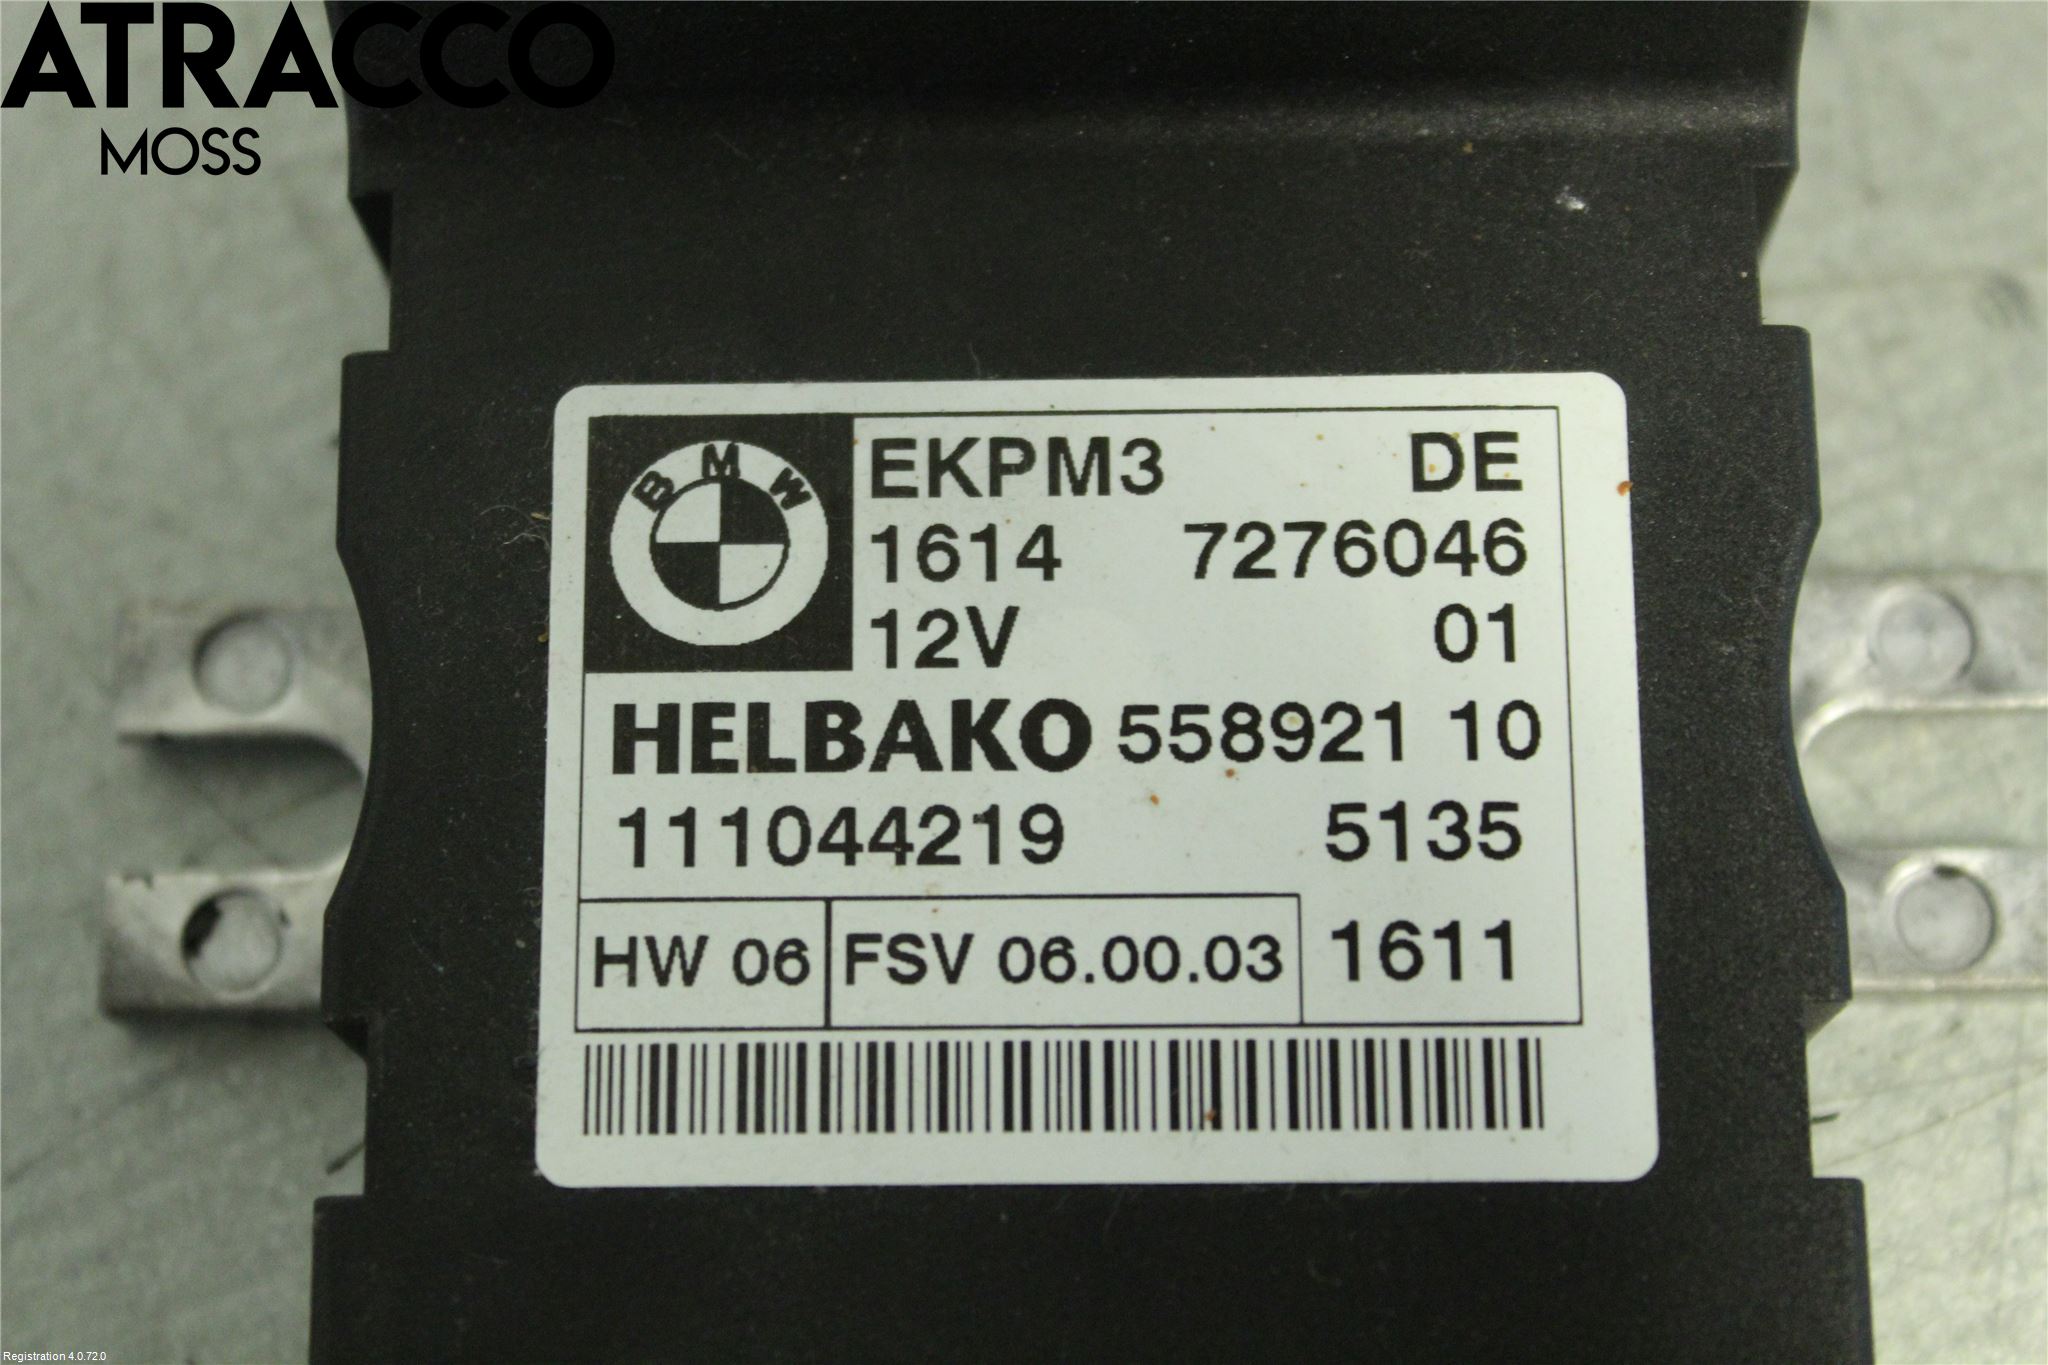 ATRACCO
MOSS
BMW
EKPM3 DE
1614 7276046
12V 01
HELBAKO 558921 10
111044219 5135
HW 06 FSV 06.00.03 1611
Registration 4.0.72.0